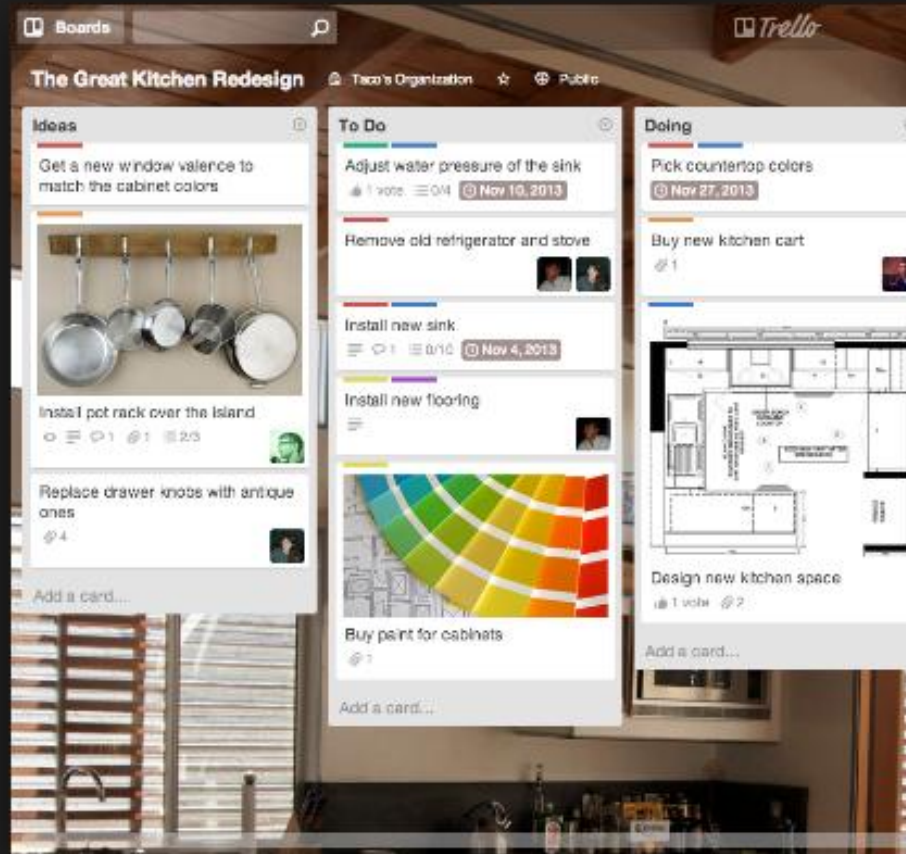 Boards
Trello
The Great Kitchen Redesign
Taco's Organization
Public
Ideas
Get a new window valence to
match the cabinet colors
Install pot rack over the island
1 1 2/3
Replace drawer knobs with antique
ones
4
Add a card...
To Do
Adjust water pressure of the sink
1 vote 0/4 Nov 10, 2013
Remove old refrigerator and stove
Install new sink
1 0/10 Nov 4, 2013
Install new flooring
Buy paint for cabinets
1
Add a card...
Doing
Pick countertop colors
Nov 27, 2013
Buy new kitchen cart
1
Design new kitchen space
1 vote 2
Add a card...